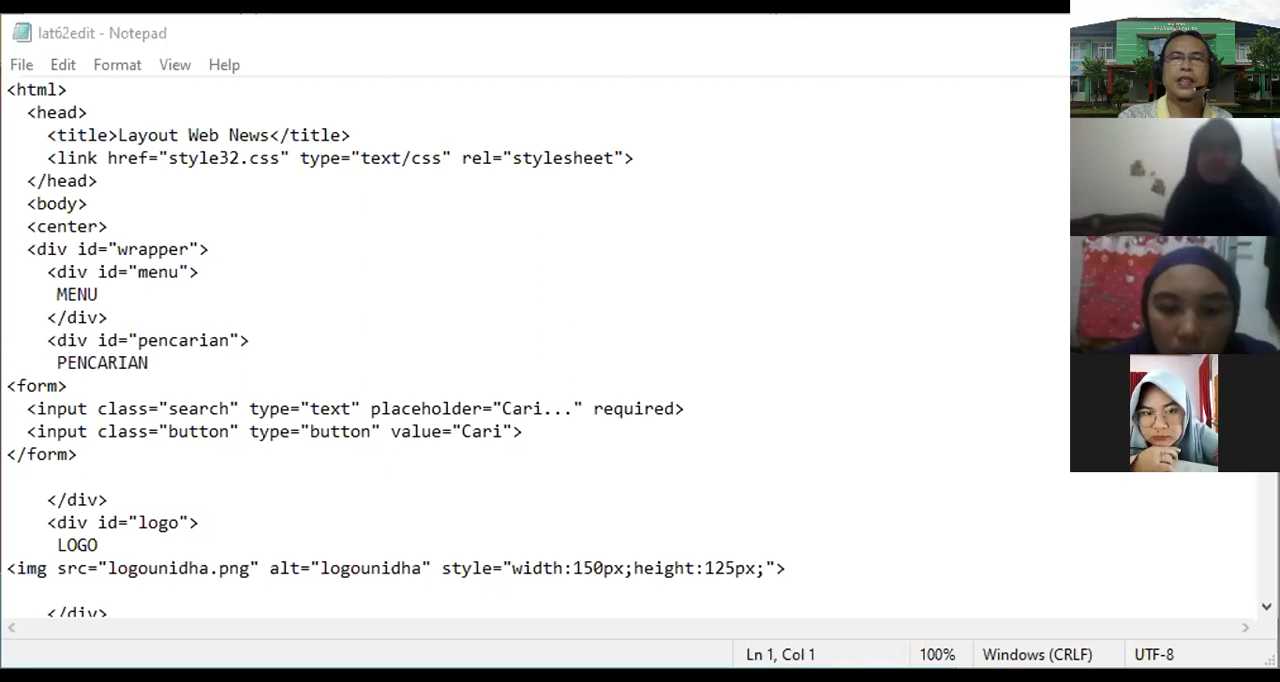 lat62edit - Notepad
File Edit Format View Help
<html>
<head>
<title>Layout Web News</title>
<link href="style32.css" type="text/css" rel="stylesheet">
</head>
<body>
<center>
<div id="wrapper">
<div id="menu">
MENU
</div>
<div id="pencarian">
PENCARIAN
<form>
<input class="search" type="text" placeholder="Cari..." required>
<input class="button" type="button" value="Cari">
</form>
</div>
<div id="logo">
LOGO
<img src="logounidha.png" alt="logounidha" style="width:150px;height:125px;">
</div>
Ln 1, Col 1 100% Windows (CRLF) UTF-8